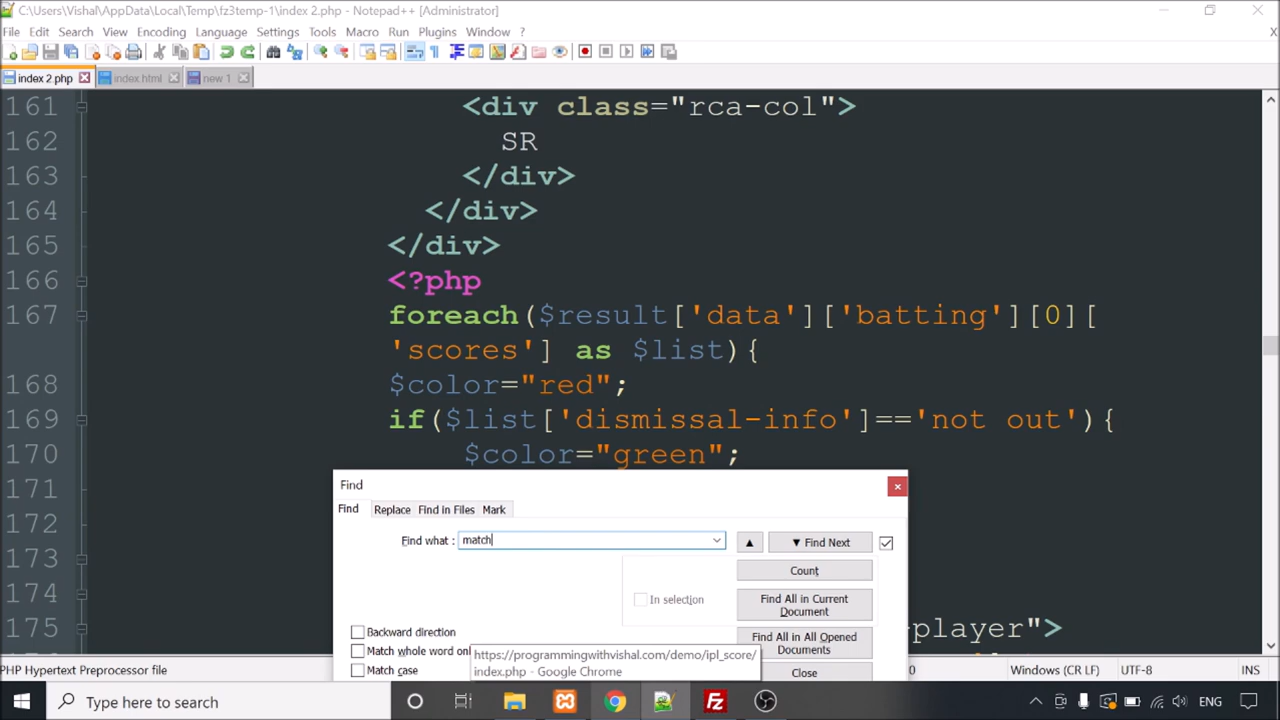 C:\Users\Vishal\AppData\Local\Temp\fz3temp-1\index 2.php - Notepad++ [Administrator]
File Edit Search View Encoding Language Settings Tools Macro Run Plugins Window ? X
index 2.php index.html new 1
161 <div class="rca-col">
162 SR
163 </div>
164 </div>
165 </div>
166 <?php
167 foreach($result['data']['batting'][0][
'scores'] as $list){
168 $color="red";
169 if($list['dismissal-info']=='not out'){
170 $color="green";
171
172
173
174
175 -player">
Find
Find Replace Find in Files Mark
Find what : match ▲ ▼ Find Next
Count
In selection
Find All in Current
Document
Backward direction
Find All in All Opened
Documents
Match whole word onl
Match case
Close
https://programmingwithvishal.com/demo/ipl_score/
index.php - Google Chrome
PHP Hypertext Preprocessor file 0 Windows (CR LF) UTF-8 INS
Type here to search ENG